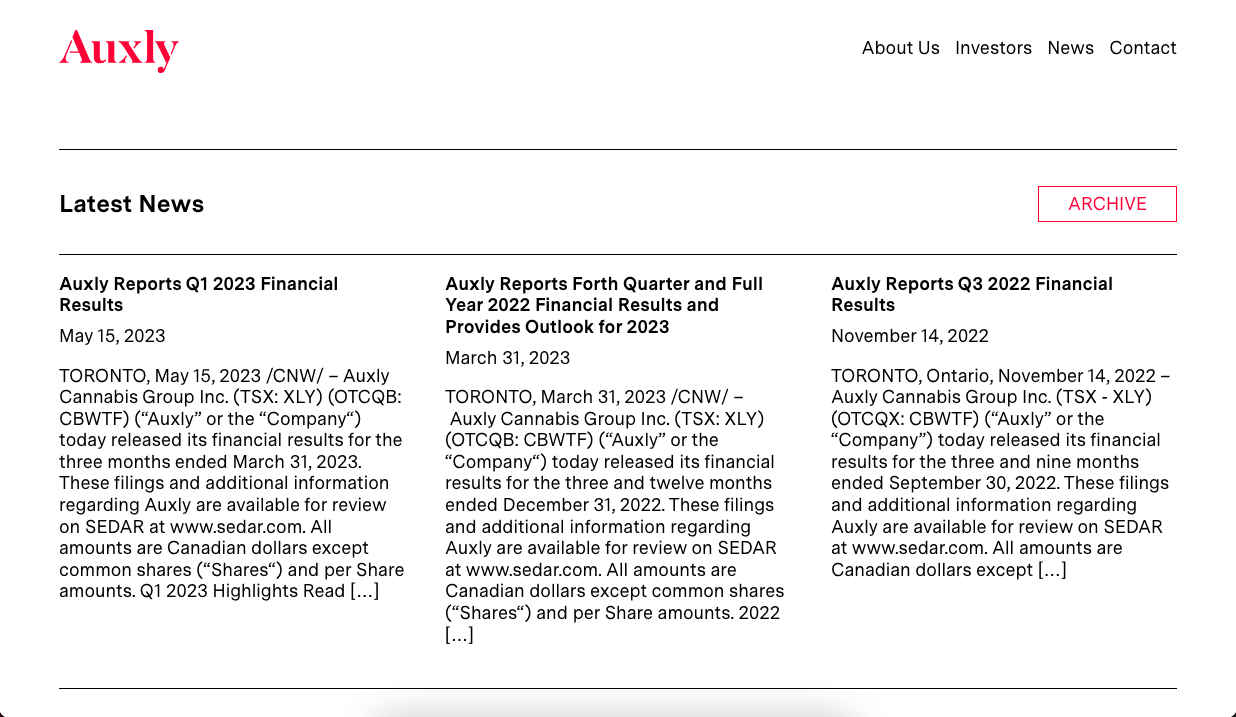 Auxly
About Us Investors News Contact
Latest News
ARCHIVE
Auxly Reports Q1 2023 Financial
Results
May 15, 2023
TORONTO, May 15, 2023 /CNW/ – Auxly
Cannabis Group Inc. (TSX: XLY) (OTCQB:
CBWTF) (“Auxly” or the “Company“)
today released its financial results for the
three months ended March 31, 2023.
These filings and additional information
regarding Auxly are available for review
on SEDAR at www.sedar.com. All
amounts are Canadian dollars except
common shares (“Shares“) and per Share
amounts. Q1 2023 Highlights Read […]
Auxly Reports Forth Quarter and Full
Year 2022 Financial Results and
Provides Outlook for 2023
March 31, 2023
TORONTO, March 31, 2023 /CNW/ –
Auxly Cannabis Group Inc. (TSX: XLY)
(OTCQB: CBWTF) (“Auxly” or the
“Company“) today released its financial
results for the three and twelve months
ended December 31, 2022. These filings
and additional information regarding
Auxly are available for review on SEDAR
at www.sedar.com. All amounts are
Canadian dollars except common shares
(“Shares“) and per Share amounts. 2022
[…]
Auxly Reports Q3 2022 Financial
Results
November 14, 2022
TORONTO, Ontario, November 14, 2022 –
Auxly Cannabis Group Inc. (TSX - XLY)
(OTCQX: CBWTF) (“Auxly” or the
“Company”) today released its financial
results for the three and nine months
ended September 30, 2022. These filings
and additional information regarding
Auxly are available for review on SEDAR
at www.sedar.com. All amounts are
Canadian dollars except […]